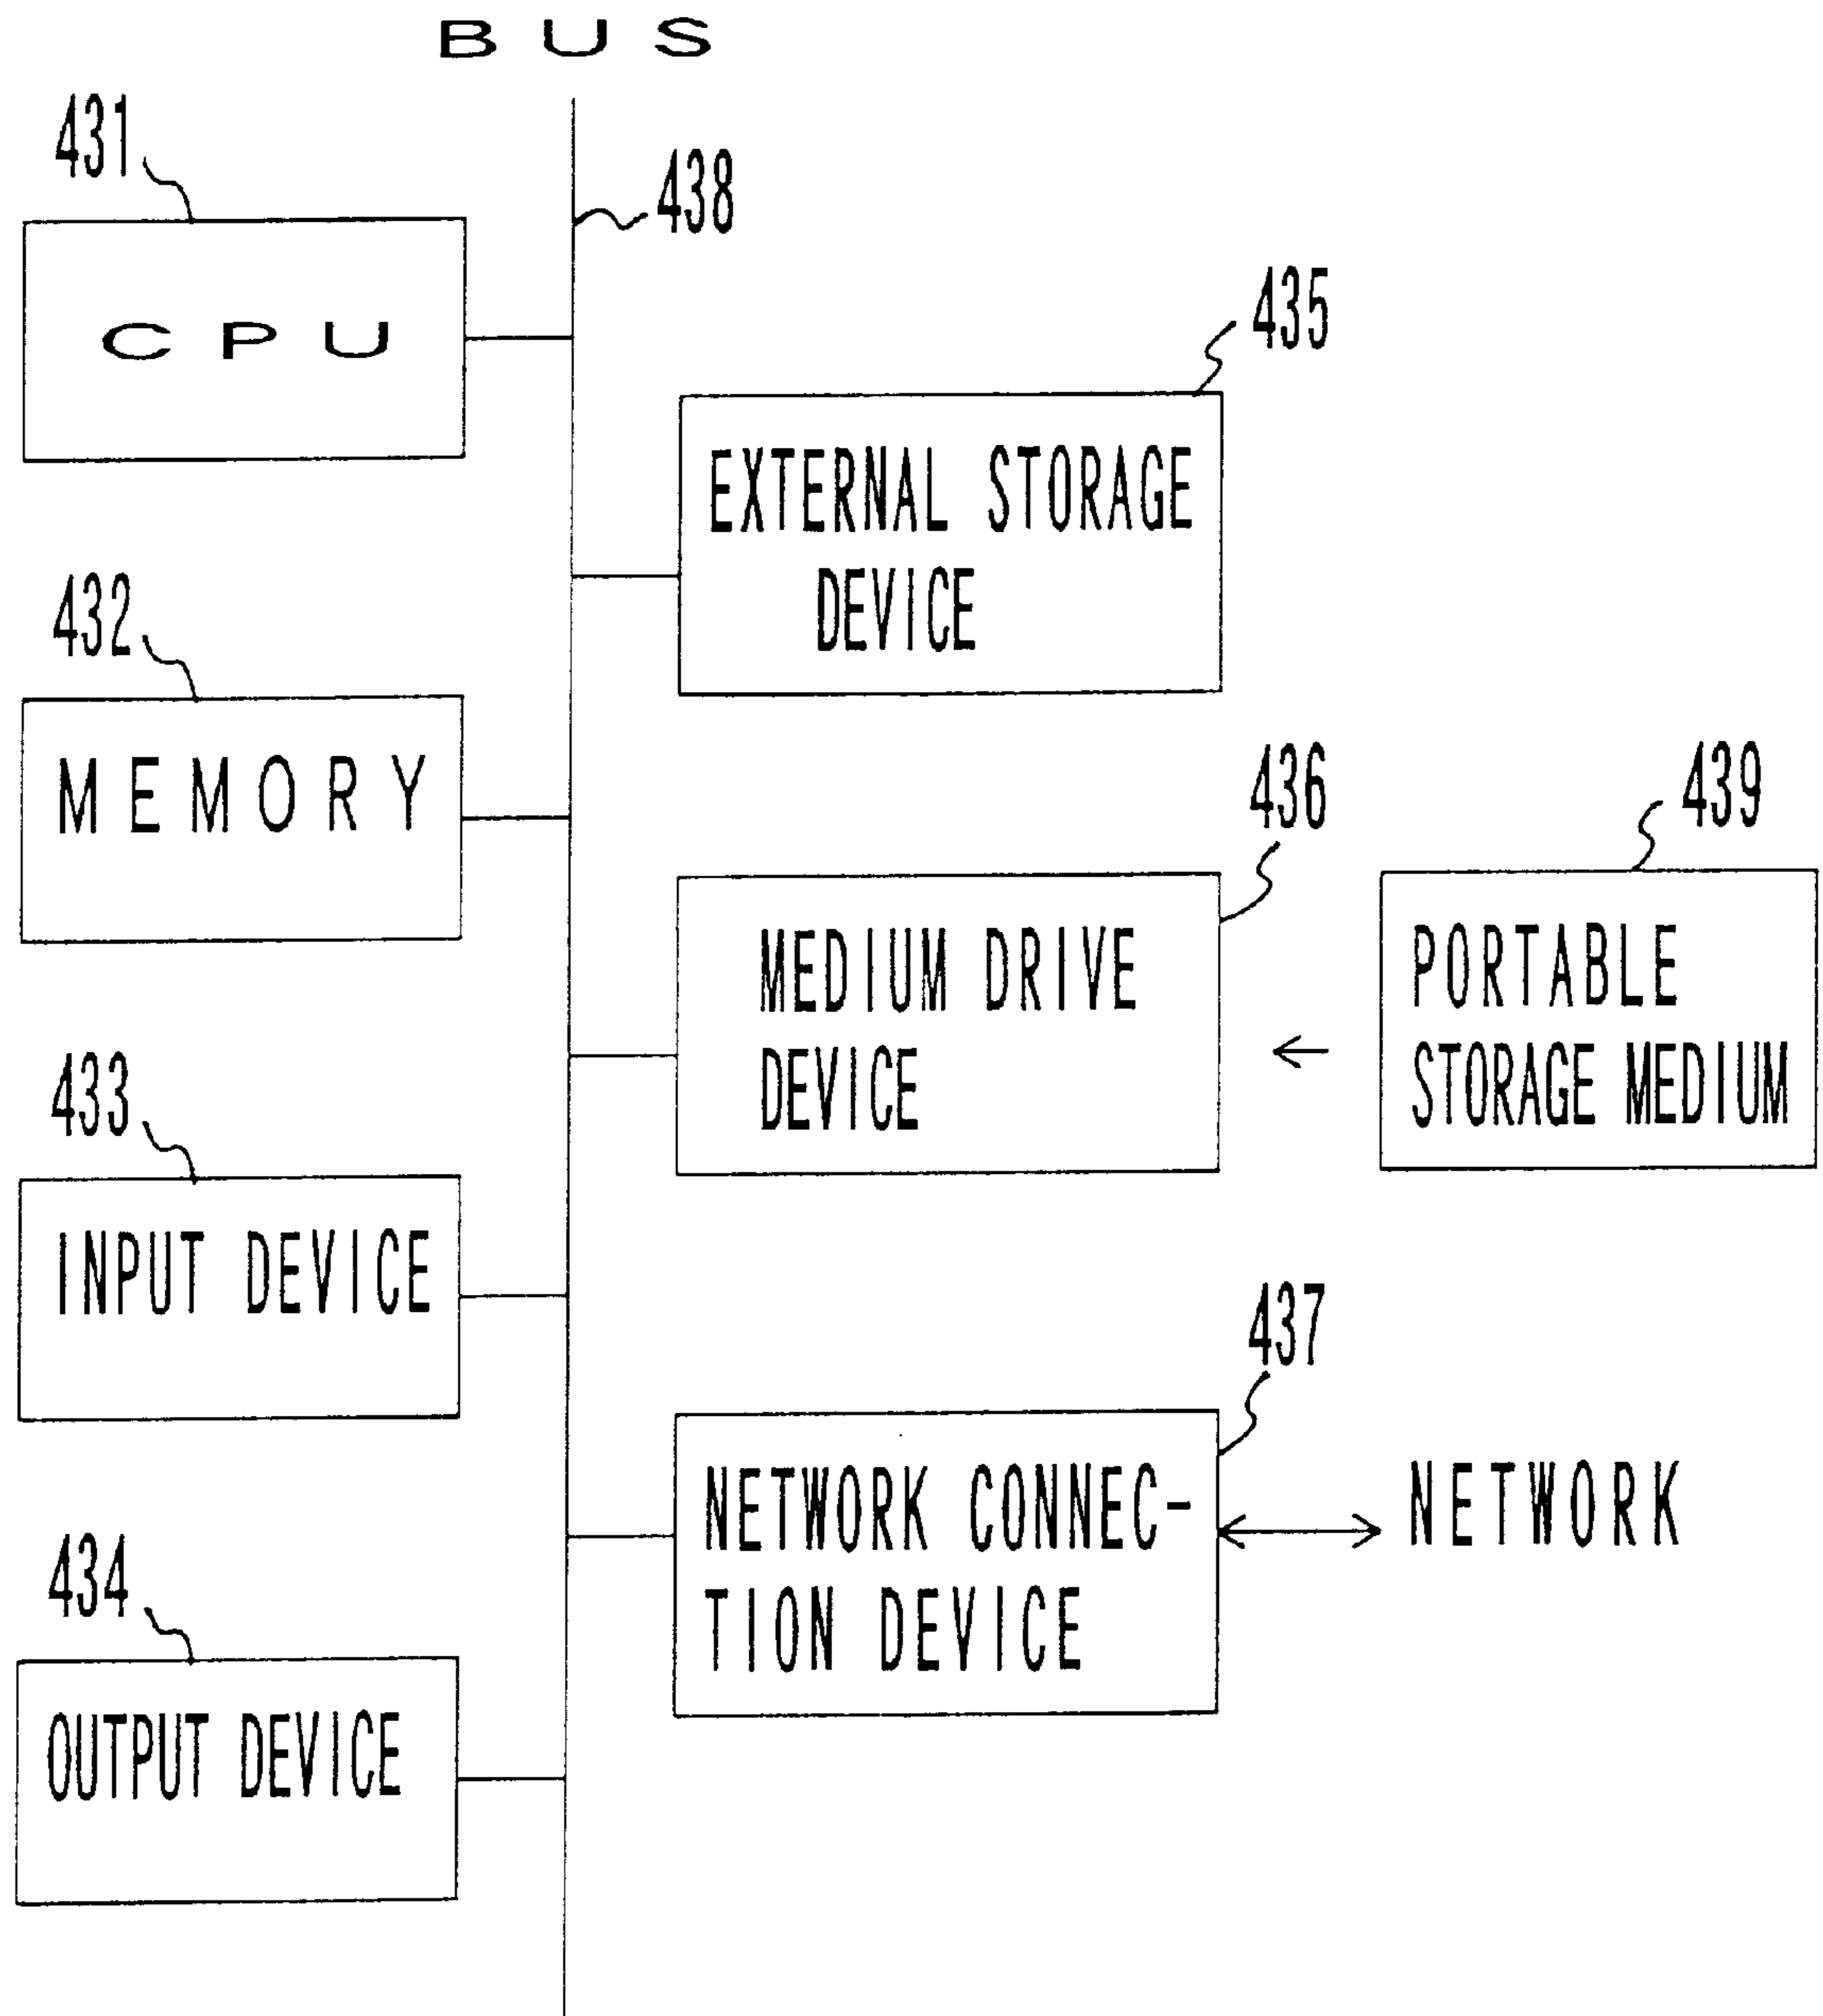 BUS
431
438
CPU
435
EXTERNAL STORAGE
DEVICE
432
MEMORY
436
439
MEDIUM DRIVE
DEVICE
PORTABLE
STORAGE MEDIUM
433
INPUT DEVICE
437
NETWORK CONNEC-
TION DEVICE
NETWORK
434
OUTPUT DEVICE